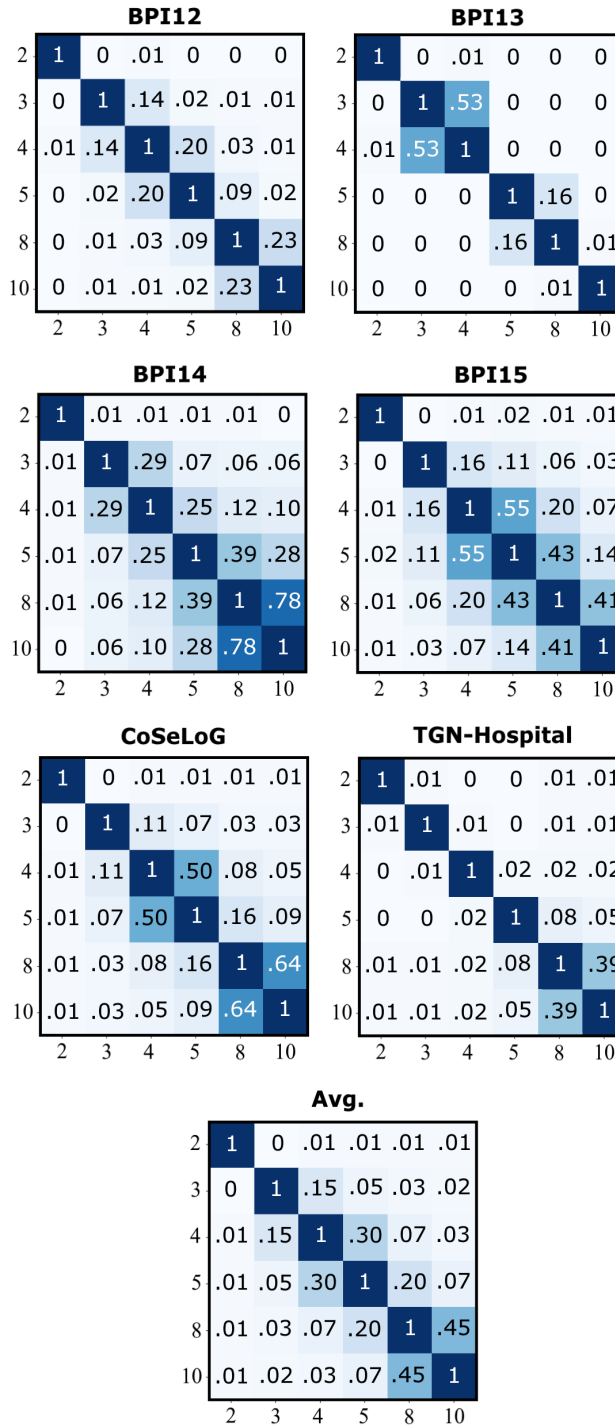 BPI12 BPI13
2 1 0 .01 0 0 0 2 1 0 .01 0 0 0
3 0 1 .14 .02 .01 .01 3 0 1 .53 0 0 0
4 .01 .14 1 .20 .03 .01 4 .01 .53 1 0 0 0
5 0 .02 .20 1 .09 .02 5 0 0 0 1 .16 0
8 0 .01 .03 .09 1 .23 8 0 0 0 .16 1 .01
10 0 .01 .01 .02 .23 1 10 0 0 0 0 .01 1
2 3 4 5 8 10 2 3 4 5 8 10
BPI14 BPI15
2 1 .01 .01 .01 .01 0 2 1 0 .01 .02 .01 .01
3 .01 1 .29 .07 .06 .06 3 0 1 .16 .11 .06 .03
4 .01 .29 1 .25 .12 .10 4 .01 .16 1 .55 .20 .07
5 .01 .07 .25 1 .39 .28 5 .02 .11 .55 1 .43 .14
8 .01 .06 .12 .39 1 .78 8 .01 .06 .20 .43 1 .41
10 0 .06 .10 .28 .78 1 10 .01 .03 .07 .14 .41 1
2 3 4 5 8 10 2 3 4 5 8 10
CoSeLoG TGN-Hospital
2 1 0 .01 .01 .01 .01 2 1 .01 0 0 .01 .01
3 0 1 .11 .07 .03 .03 3 .01 1 .01 0 .01 .01
4 .01 .11 1 .50 .08 .05 4 0 .01 1 .02 .02 .02
5 .01 .07 .50 1 .16 .09 5 0 0 .02 1 .08 .05
8 .01 .03 .08 .16 1 .64 8 .01 .01 .02 .08 1 .39
10 .01 .03 .05 .09 .64 1 10 .01 .01 .02 .05 .39 1
2 3 4 5 8 10 2 3 4 5 8 10
Avg.
2 1 0 .01 .01 .01 .01
3 0 1 .15 .05 .03 .02
4 .01 .15 1 .30 .07 .03
5 .01 .05 .30 1 .20 .07
8 .01 .03 .07 .20 1 .45
10 .01 .02 .03 .07 .45 1
2 3 4 5 8 10